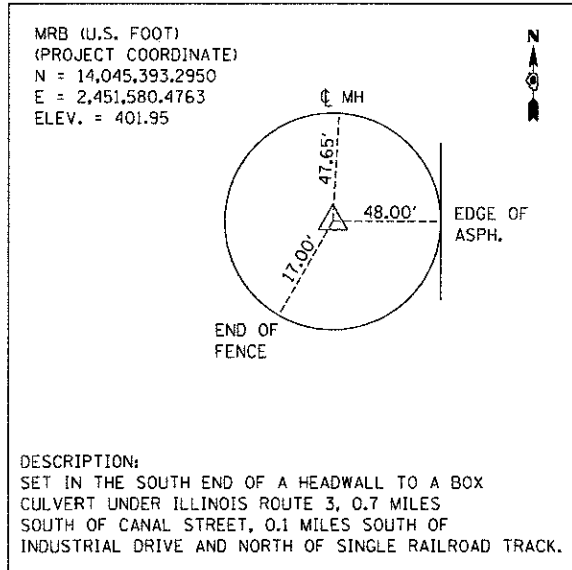 MRB (U.S. FOOT)
(PROJECT COORDINATE)
N = 14,045,393.2950
E = 2,451,580.4763
ELEV. = 401.95
N
℄ MH
47.65'
48.00'
EDGE OF
ASPH.
17.00'
END OF
FENCE
DESCRIPTION:
SET IN THE SOUTH END OF A HEADWALL TO A BOX
CULVERT UNDER ILLINOIS ROUTE 3, 0.7 MILES
SOUTH OF CANAL STREET, 0.1 MILES SOUTH OF
INDUSTRIAL DRIVE AND NORTH OF SINGLE RAILROAD TRACK.